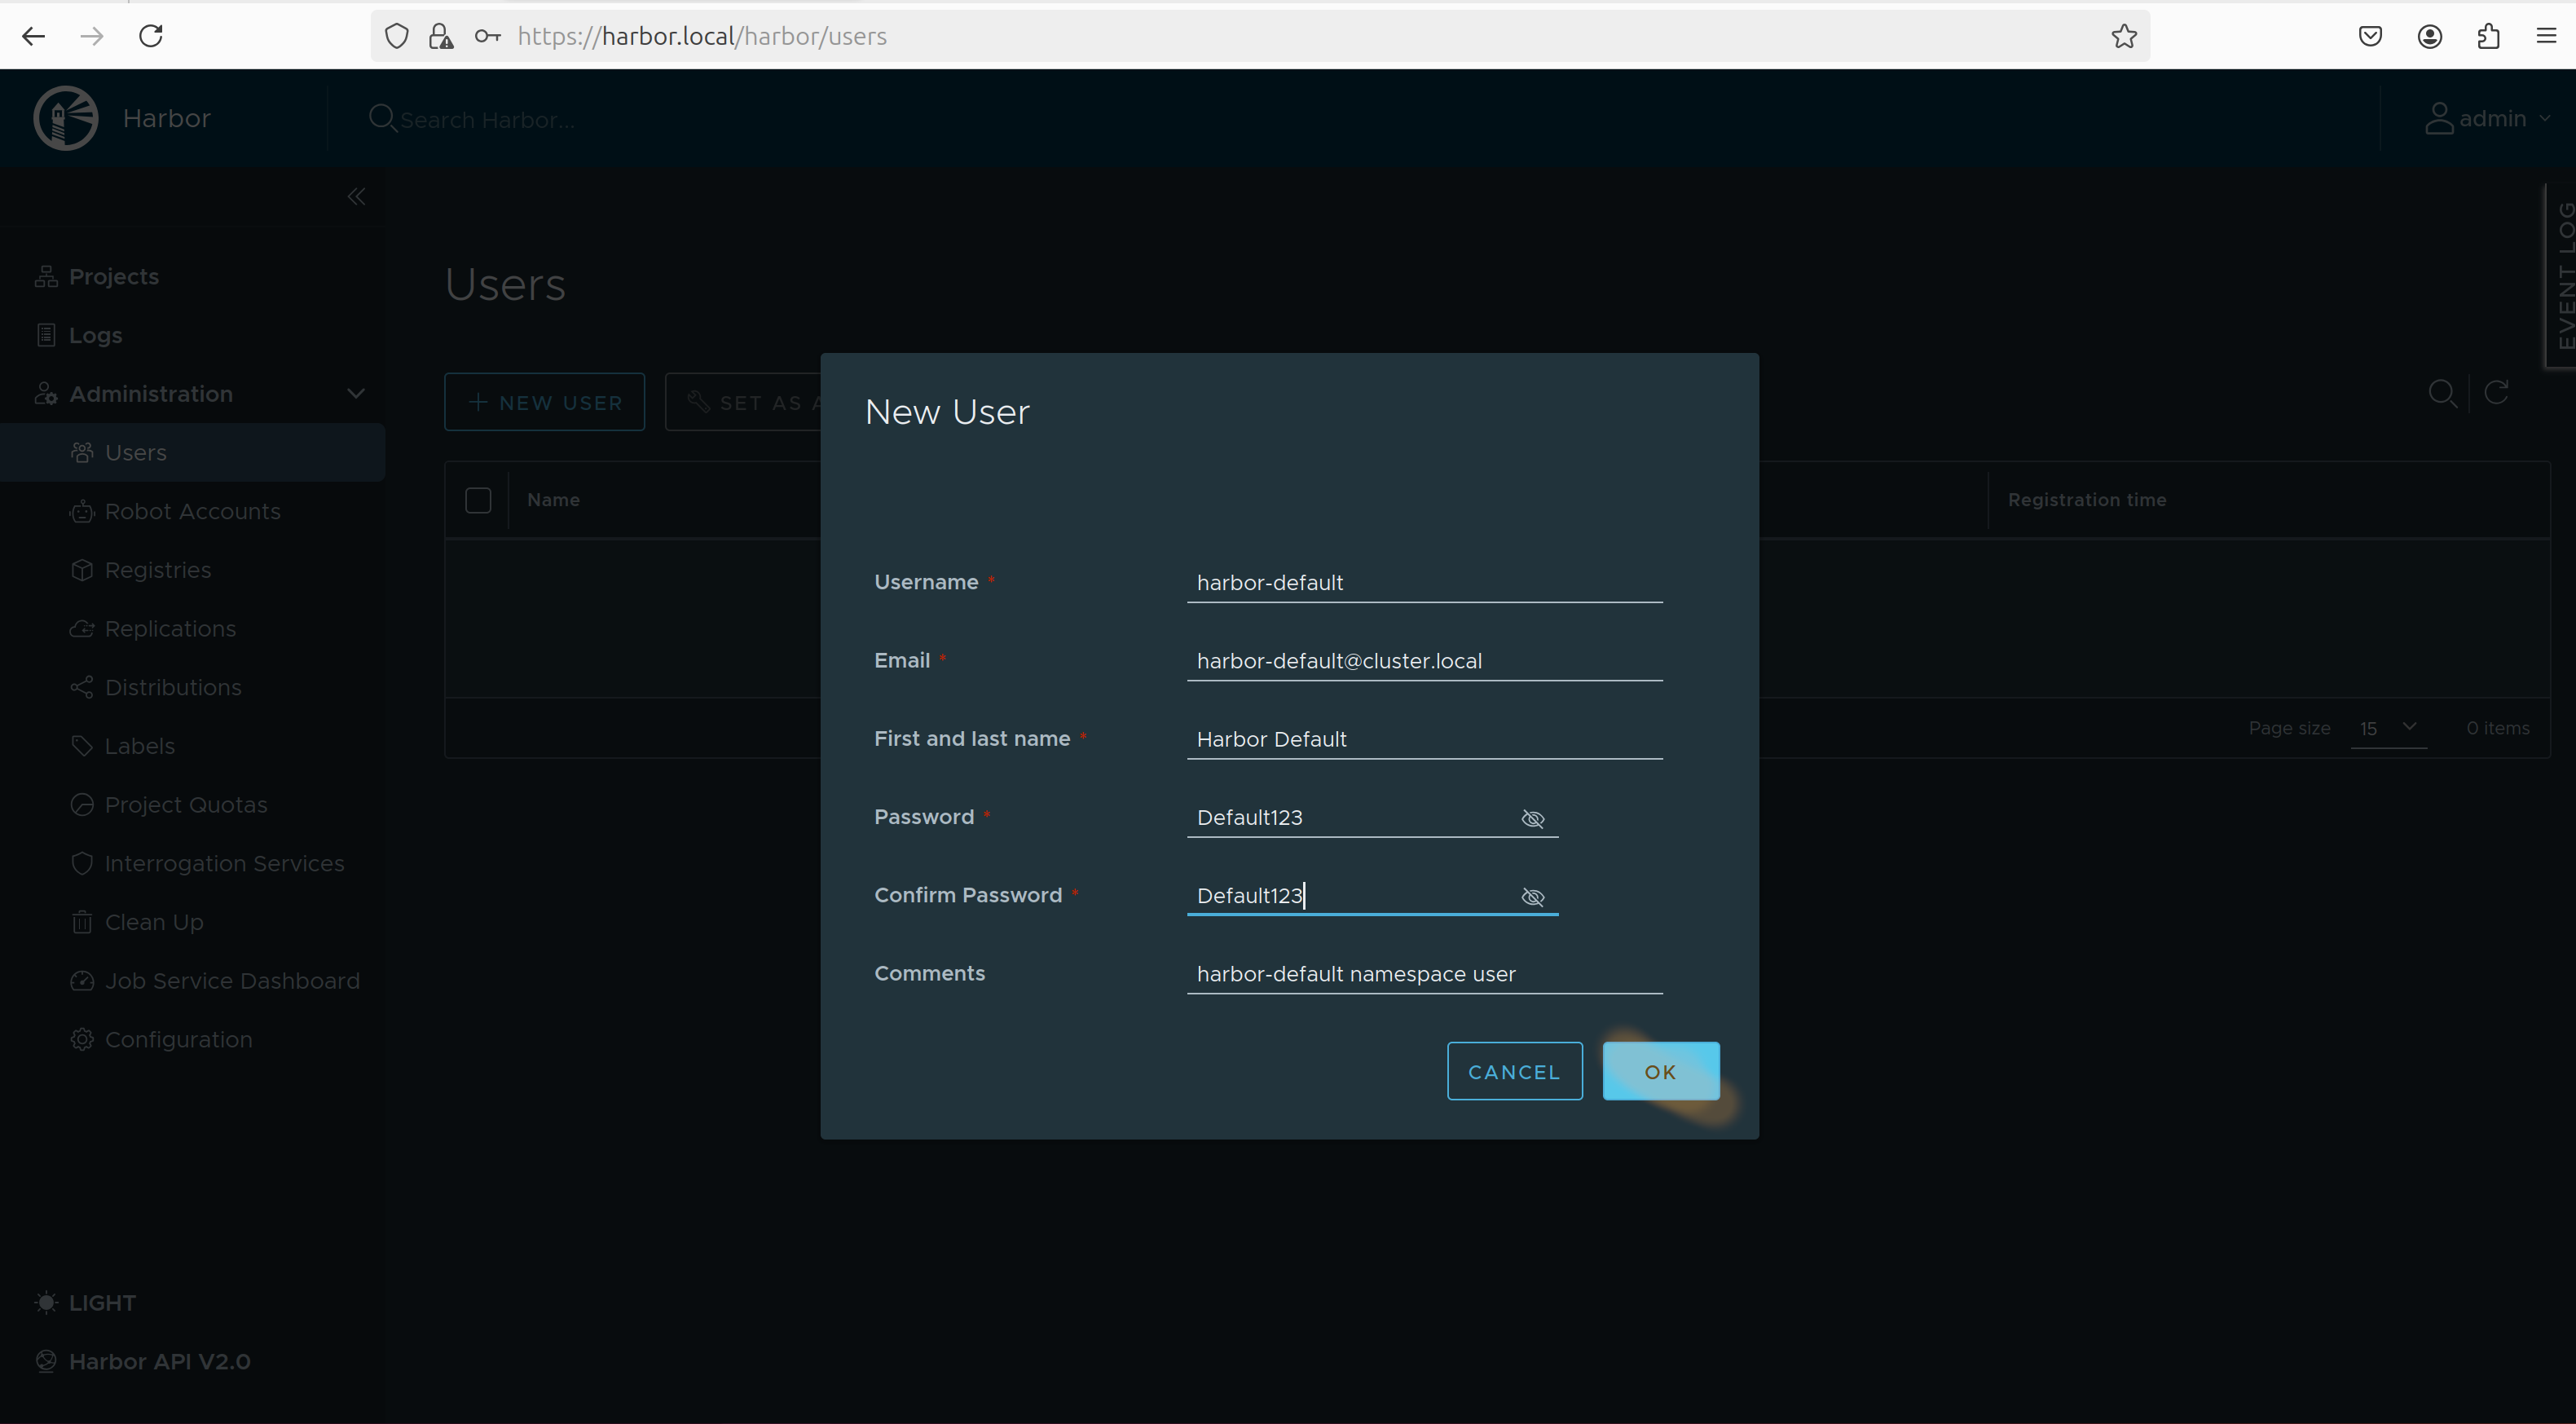 https://harbor.local/harbor/users
Harbor
Search Harbor...
admin
EVENT LOG
Projects
Logs
Administration
Users
Robot Accounts
Registries
Replications
Distributions
Labels
Project Quotas
Interrogation Services
Clean Up
Job Service Dashboard
Configuration
LIGHT
Harbor API V2.0
Users
+ NEW USER
SET AS A
Name
Registration time
Page size 15
0 items
New User
Username * harbor-default
Email * harbor-default@cluster.local
First and last name * Harbor Default
Password * Default123
Confirm Password * Default123
Comments harbor-default namespace user
CANCEL OK